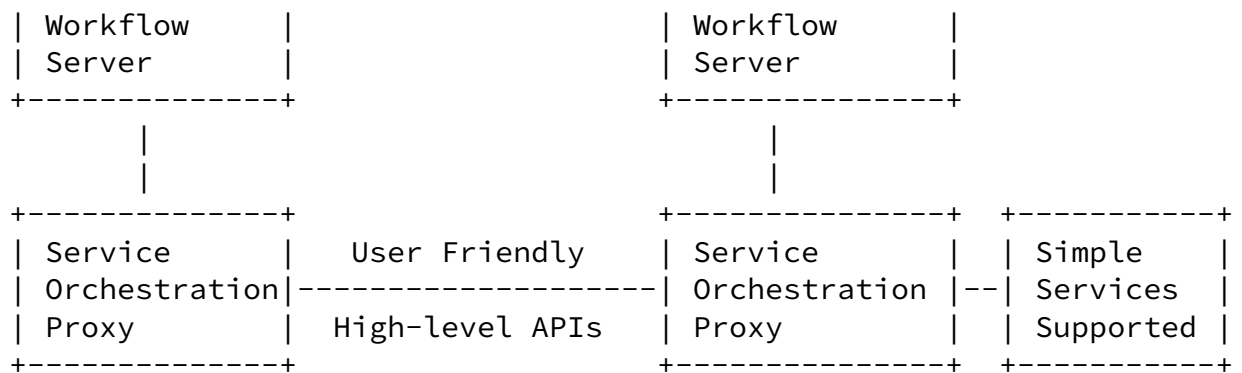 | Workflow     |                    | Workflow      |
| Server       |                    | Server        |
+--------------+                    +---------------+
       |                                  |
       |                                  |
+--------------+                    +---------------+  +-----------+
| Service      |   User Friendly    | Service       |  | Simple    |
| Orchestration|--------------------| Orchestration |--| Services  |
| Proxy        |  High-level APIs   | Proxy         |  | Supported |
+--------------+                    +---------------+  +-----------+